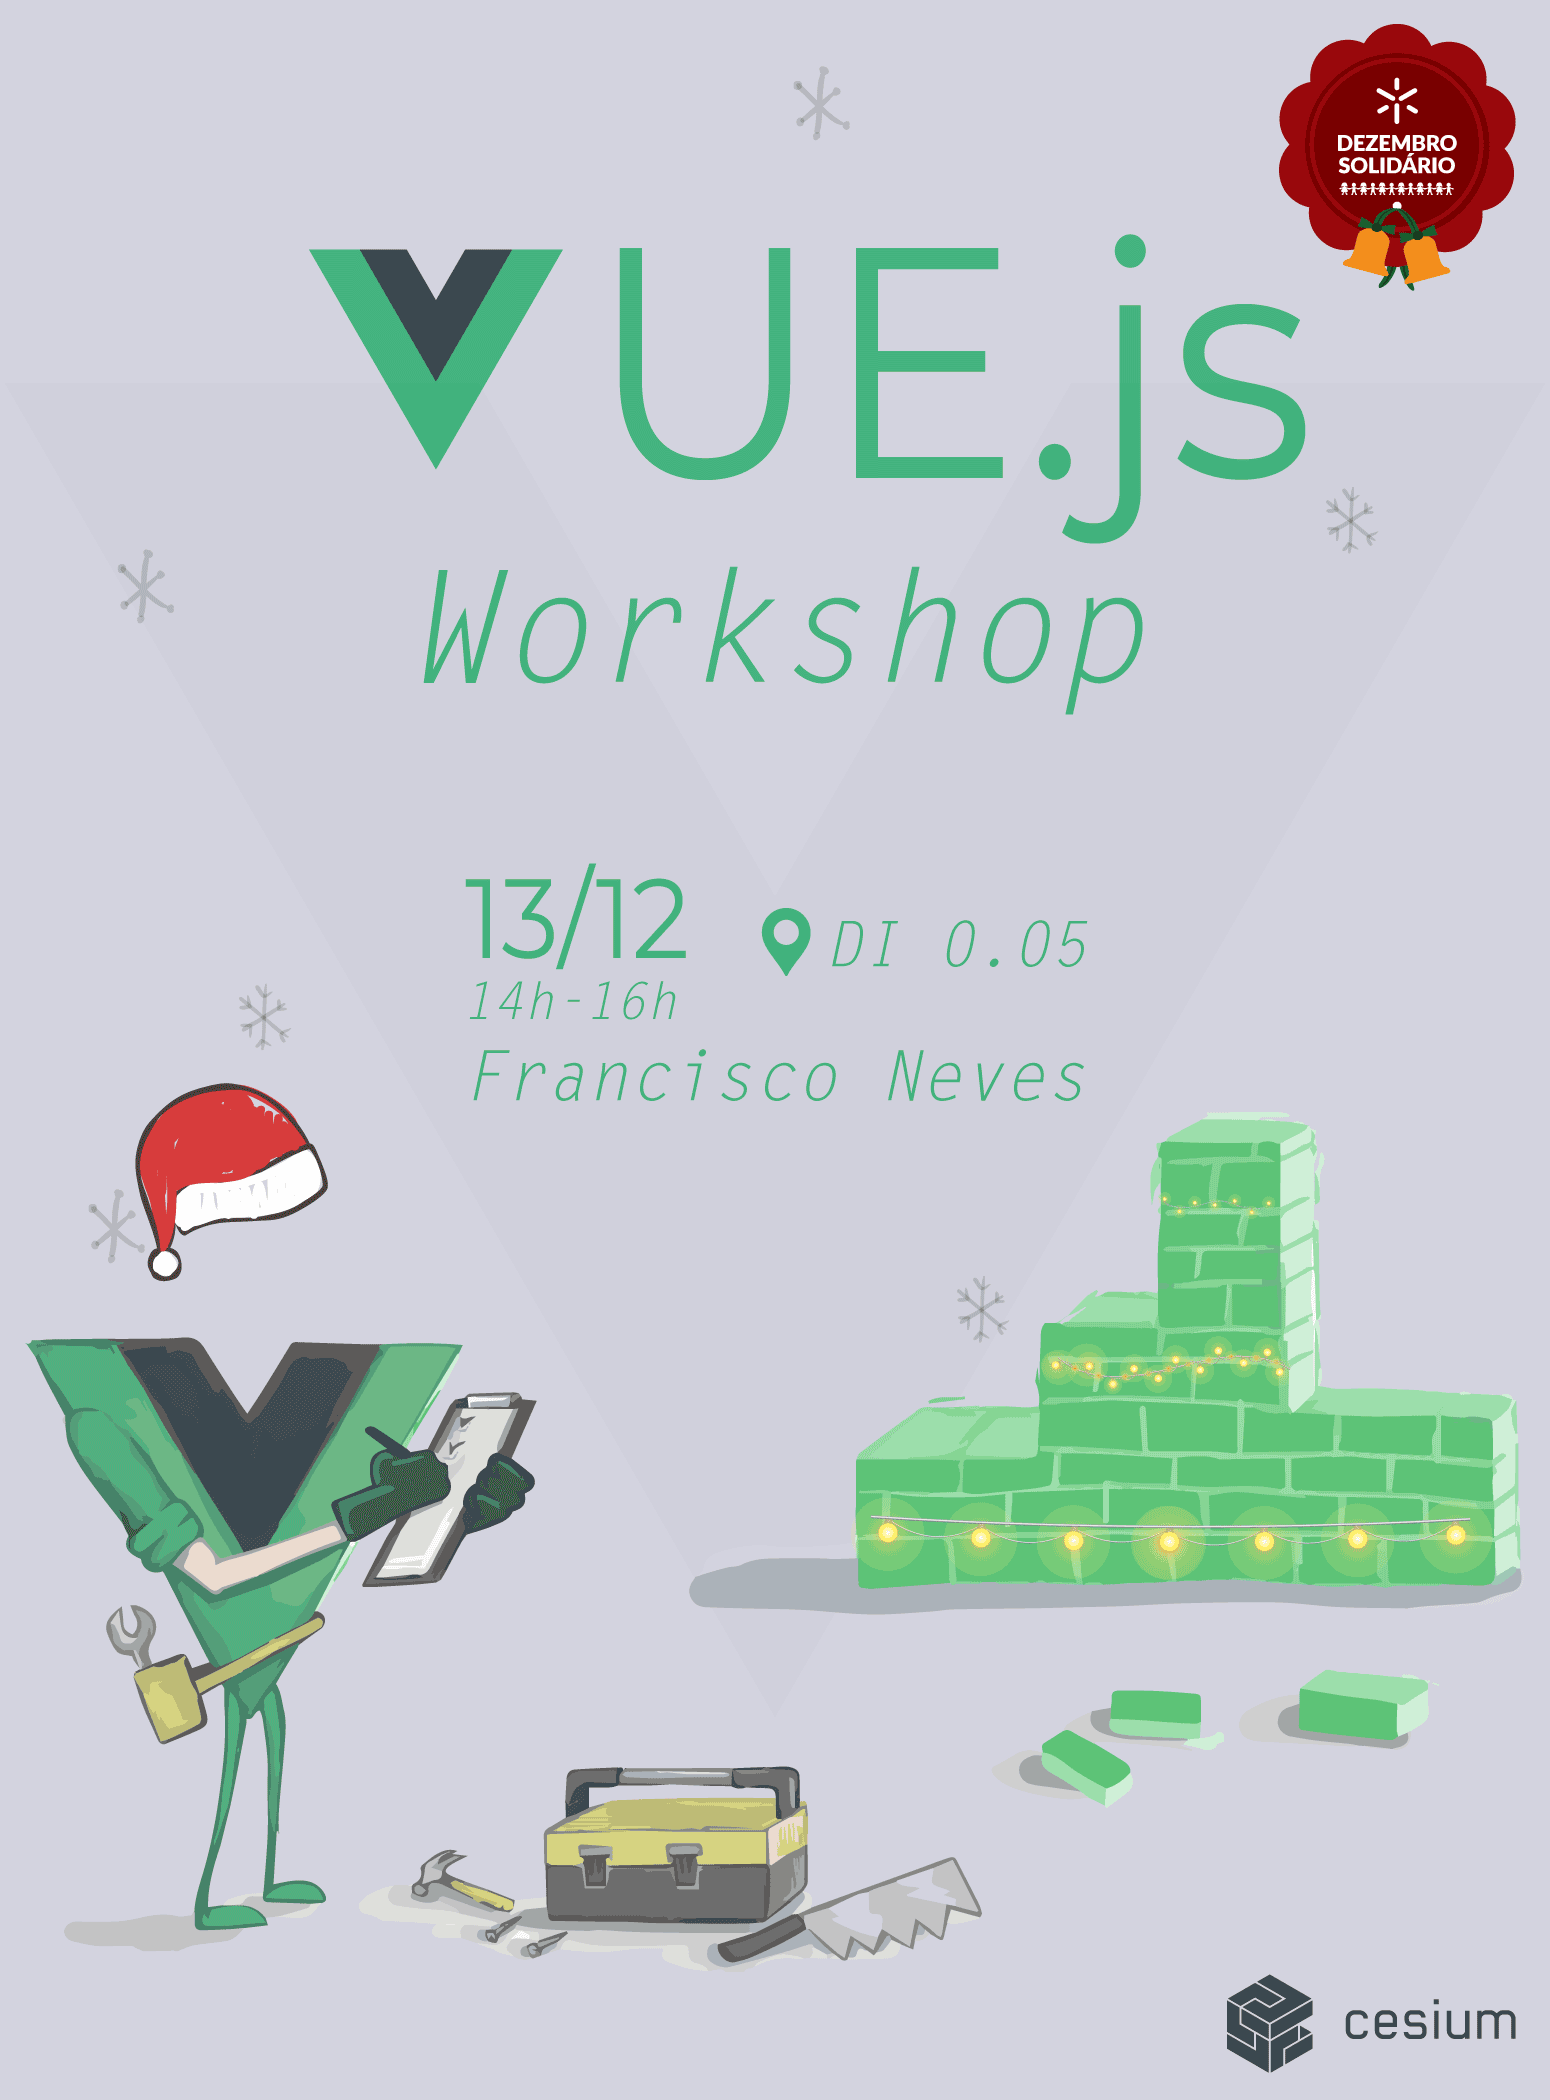 DEZEMBRO
SOLIDÁRIO
VUE.js
Workshop
13/12
DI 0.05
14h-16h
Francisco Neves
cesium